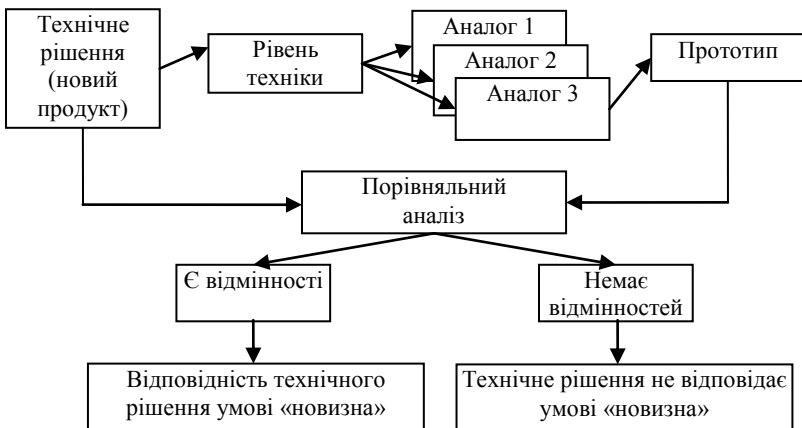 Технічне
рішення
(новий
продукт)
Рівень
техніки
Аналог 1
Аналог 2
Аналог 3
Прототип
Порівняльний
аналіз
Є відмінності
Немає
відмінностей
Відповідність технічного
рішення умові «новизна»
Технічне рішення не відповідає
умові «новизна»